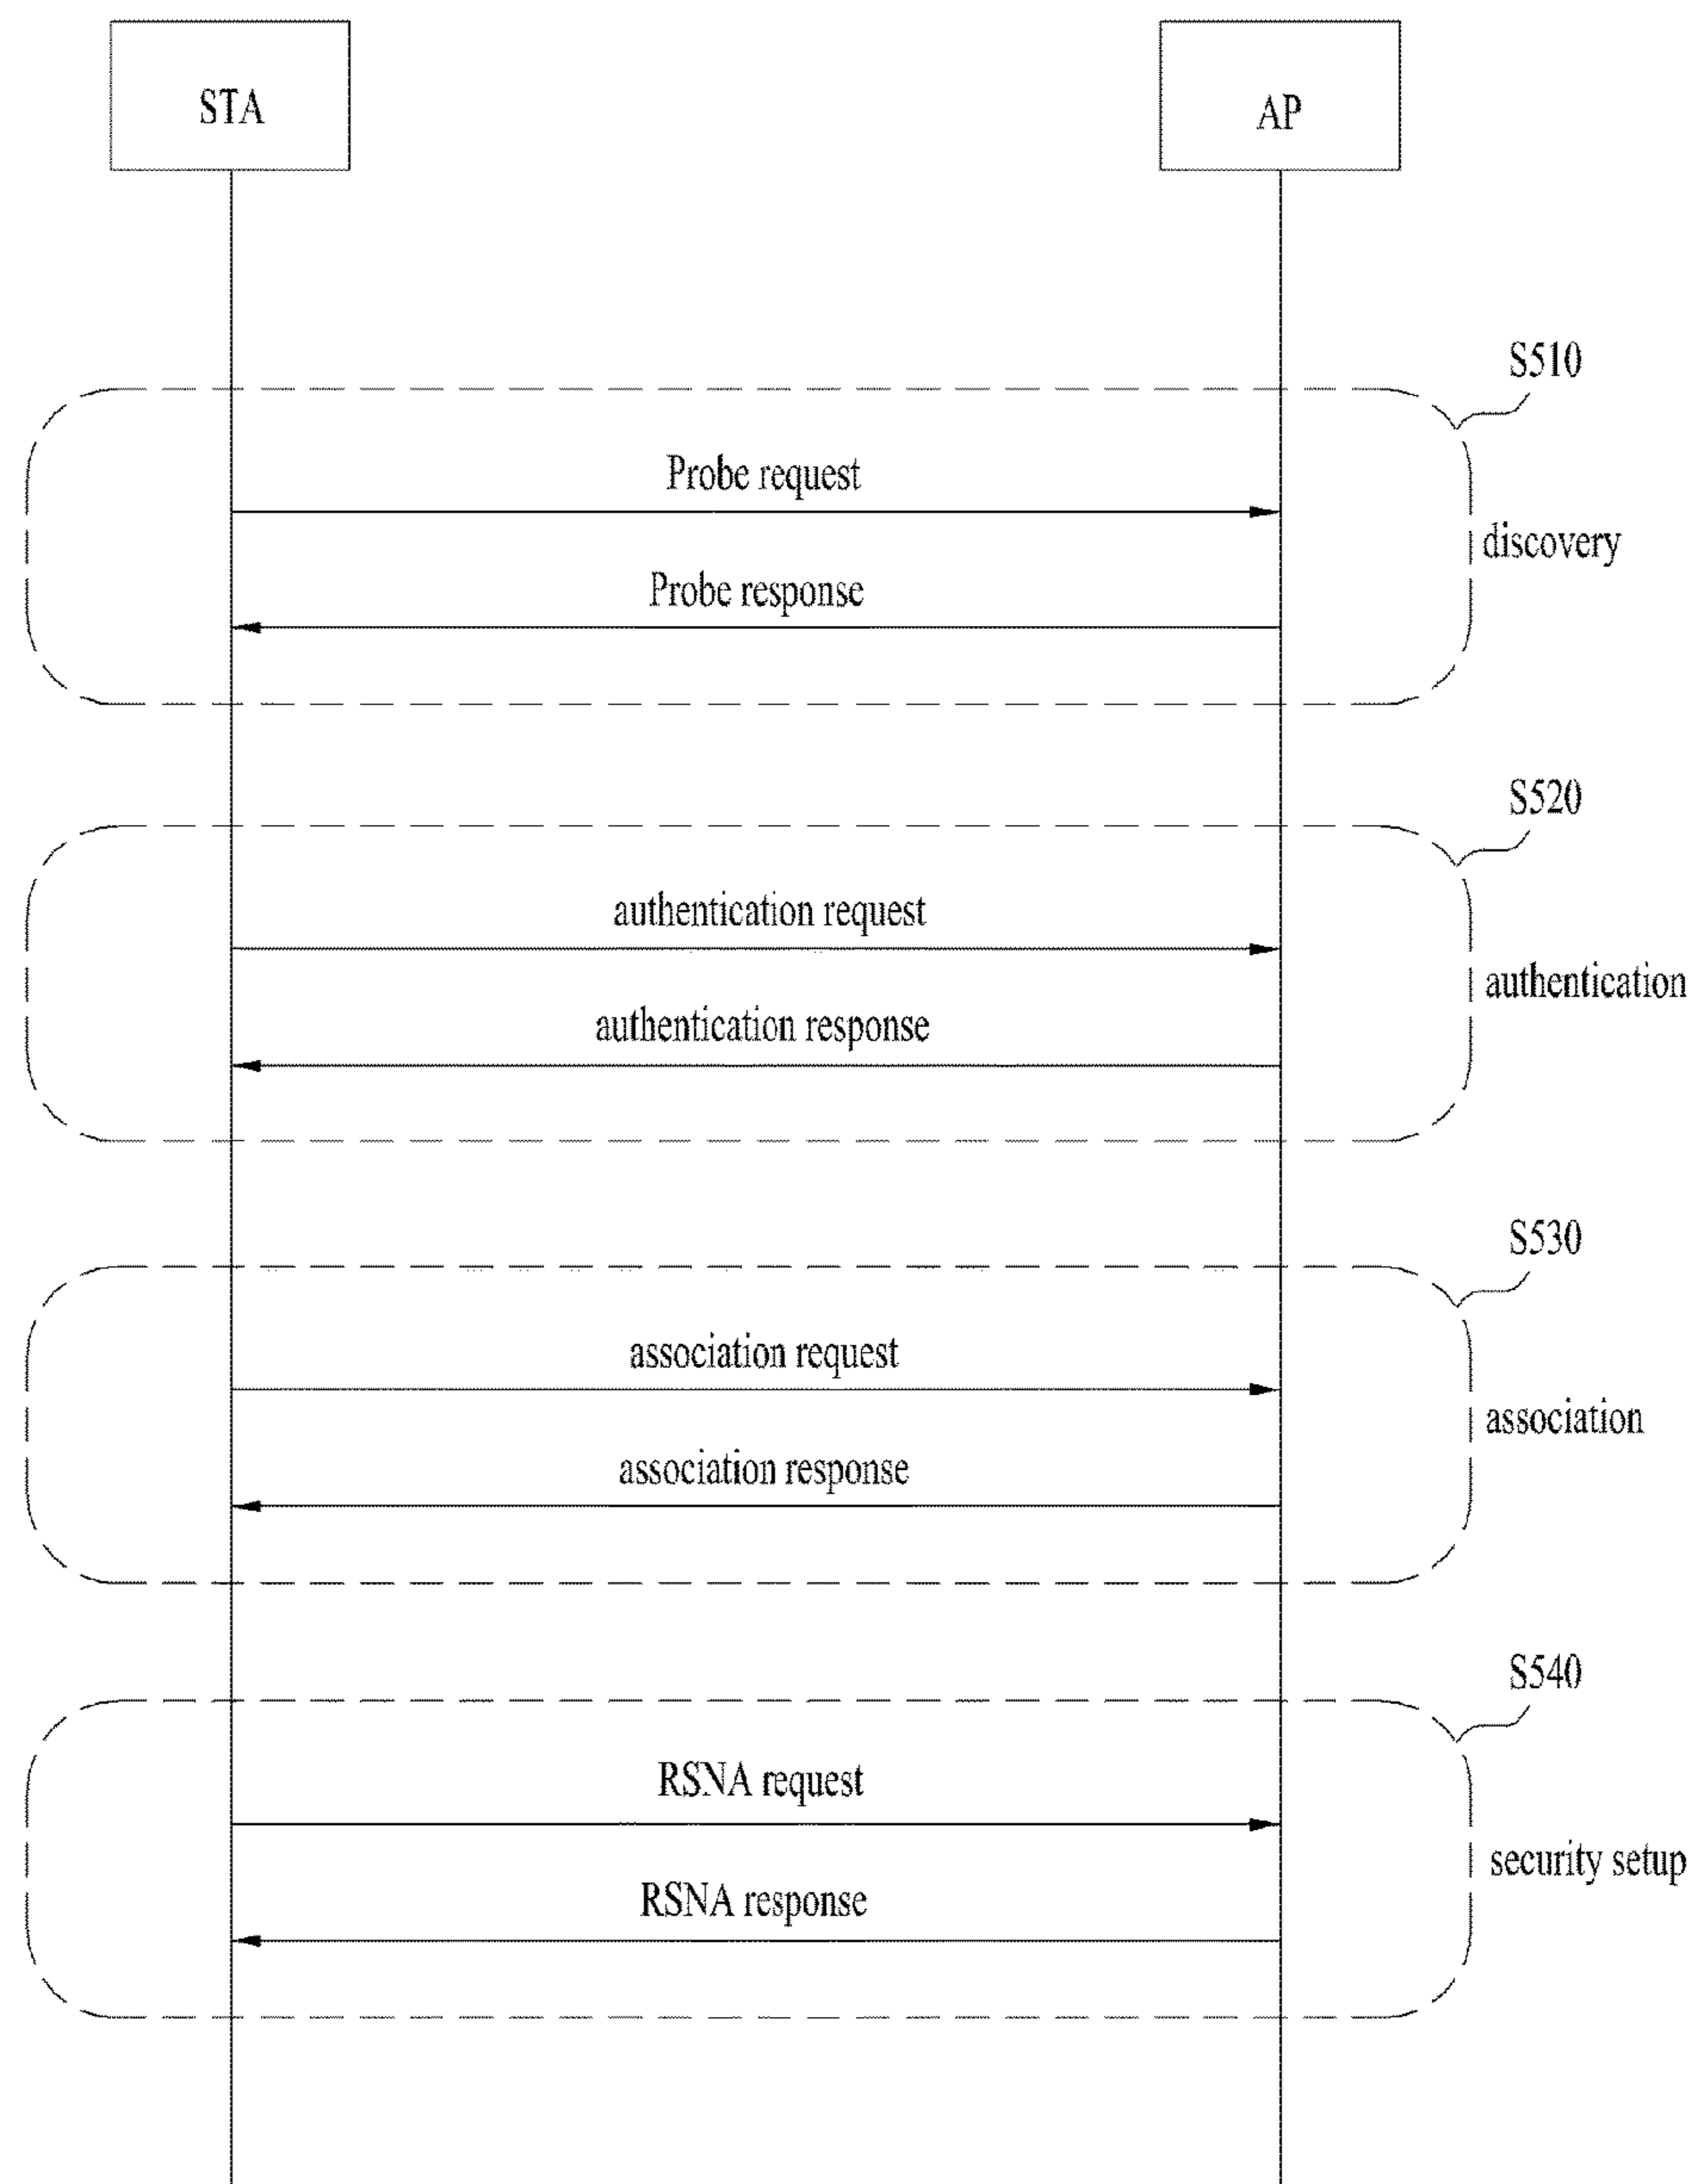 STA
AP
S510
Probe request
discovery
Probe response
S520
authentication request
authentication
authentication response
S530
association request
association
association response
S540
RSNA request
security setup
RSNA response